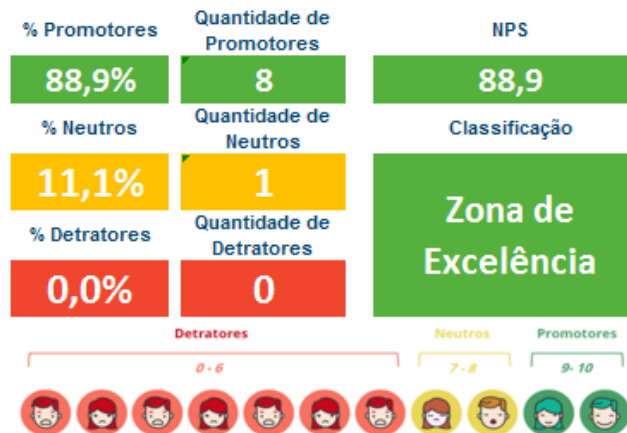 % Promotores
Quantidade de
Promotores
NPS
88,9%
8
88,9
% Neutros
Quantidade de
Neutros
Classificação
11,1%
1
Zona de
Excelência
% Detratores
Quantidade de
Detratores
0,0%
0
Detratores
Neutros
Promotores
0 - 6
7 - 8
9- 10